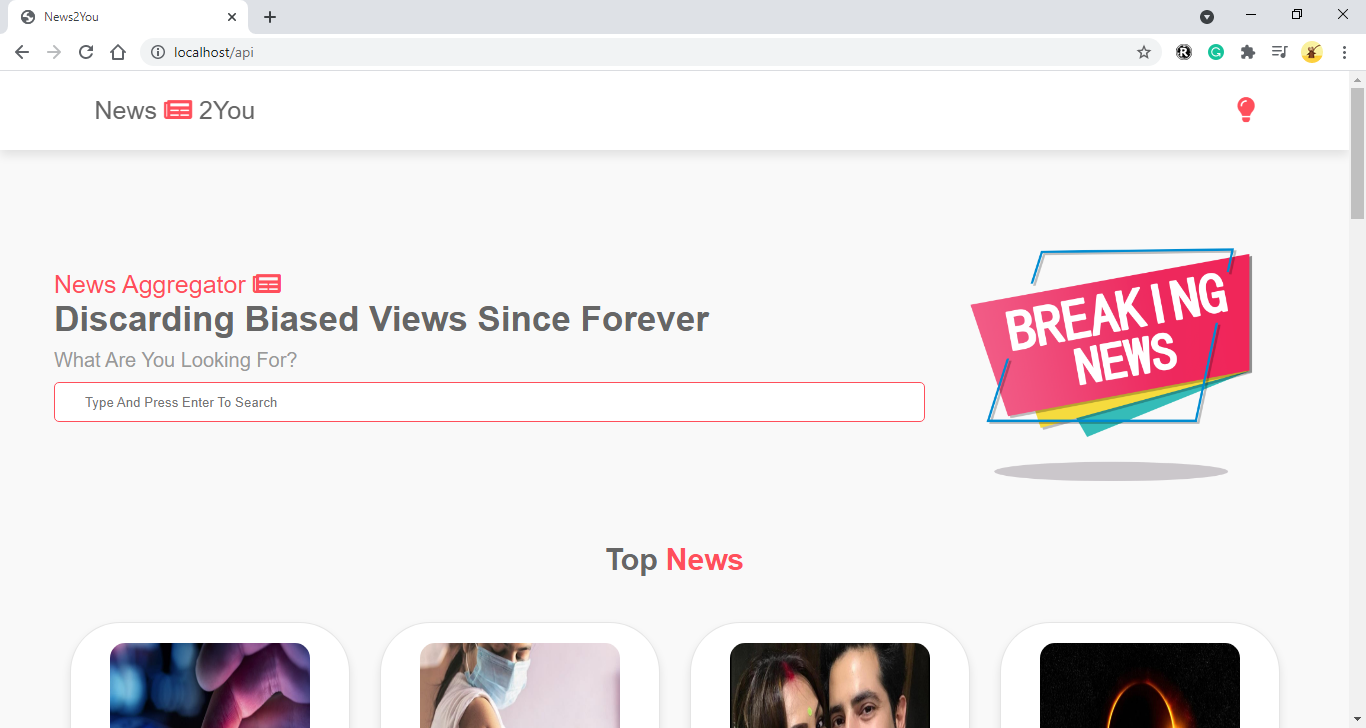 News2You
localhost/api
News 2You
News Aggregator
Discarding Biased Views Since Forever
What Are You Looking For?
Type And Press Enter To Search
BREAKING
NEWS
Top News